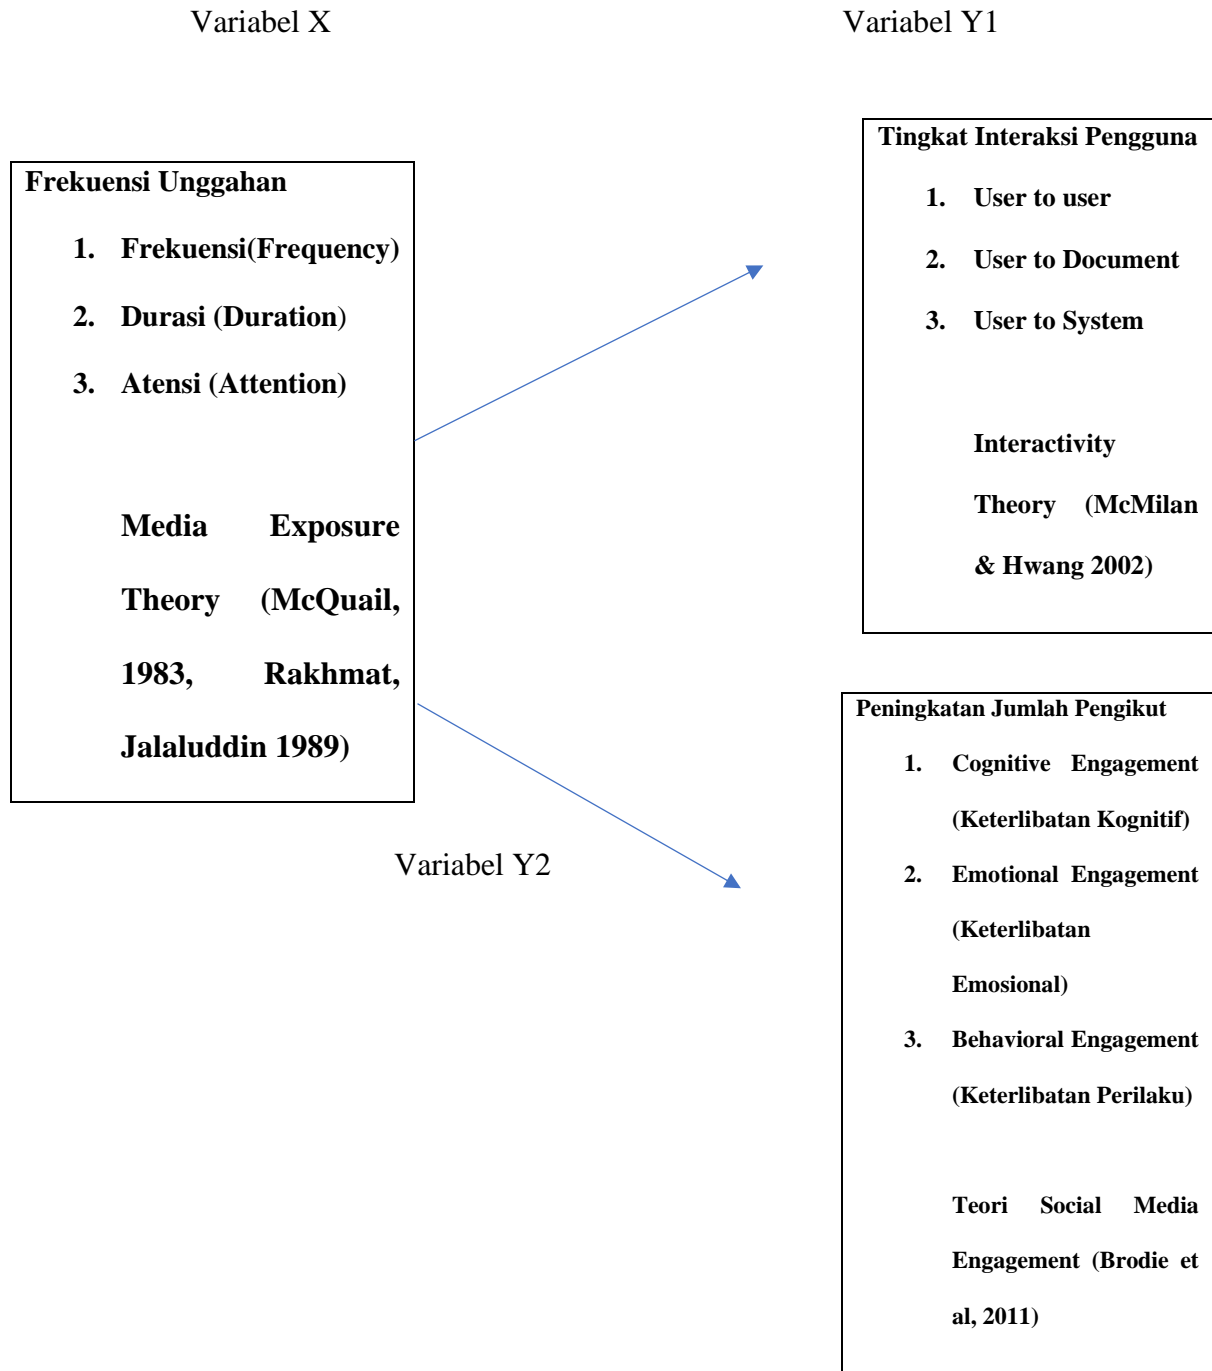 Variabel X
Variabel Y1
Frekuensi Unggahan
1. Frekuensi(Frequency)
2. Durasi (Duration)
3. Atensi (Attention)
Media Exposure
Theory (McQuail,
1983, Rakhmat,
Jalaluddin 1989)
Tingkat Interaksi Pengguna
1. User to user
2. User to Document
3. User to System
Interactivity
Theory (McMilan
& Hwang 2002)
Variabel Y2
Peningkatan Jumlah Pengikut
1. Cognitive Engagement
(Keterlibatan Kognitif)
2. Emotional Engagement
(Keterlibatan
Emosional)
3. Behavioral Engagement
(Keterlibatan Perilaku)
Teori Social Media
Engagement (Brodie et
al, 2011)